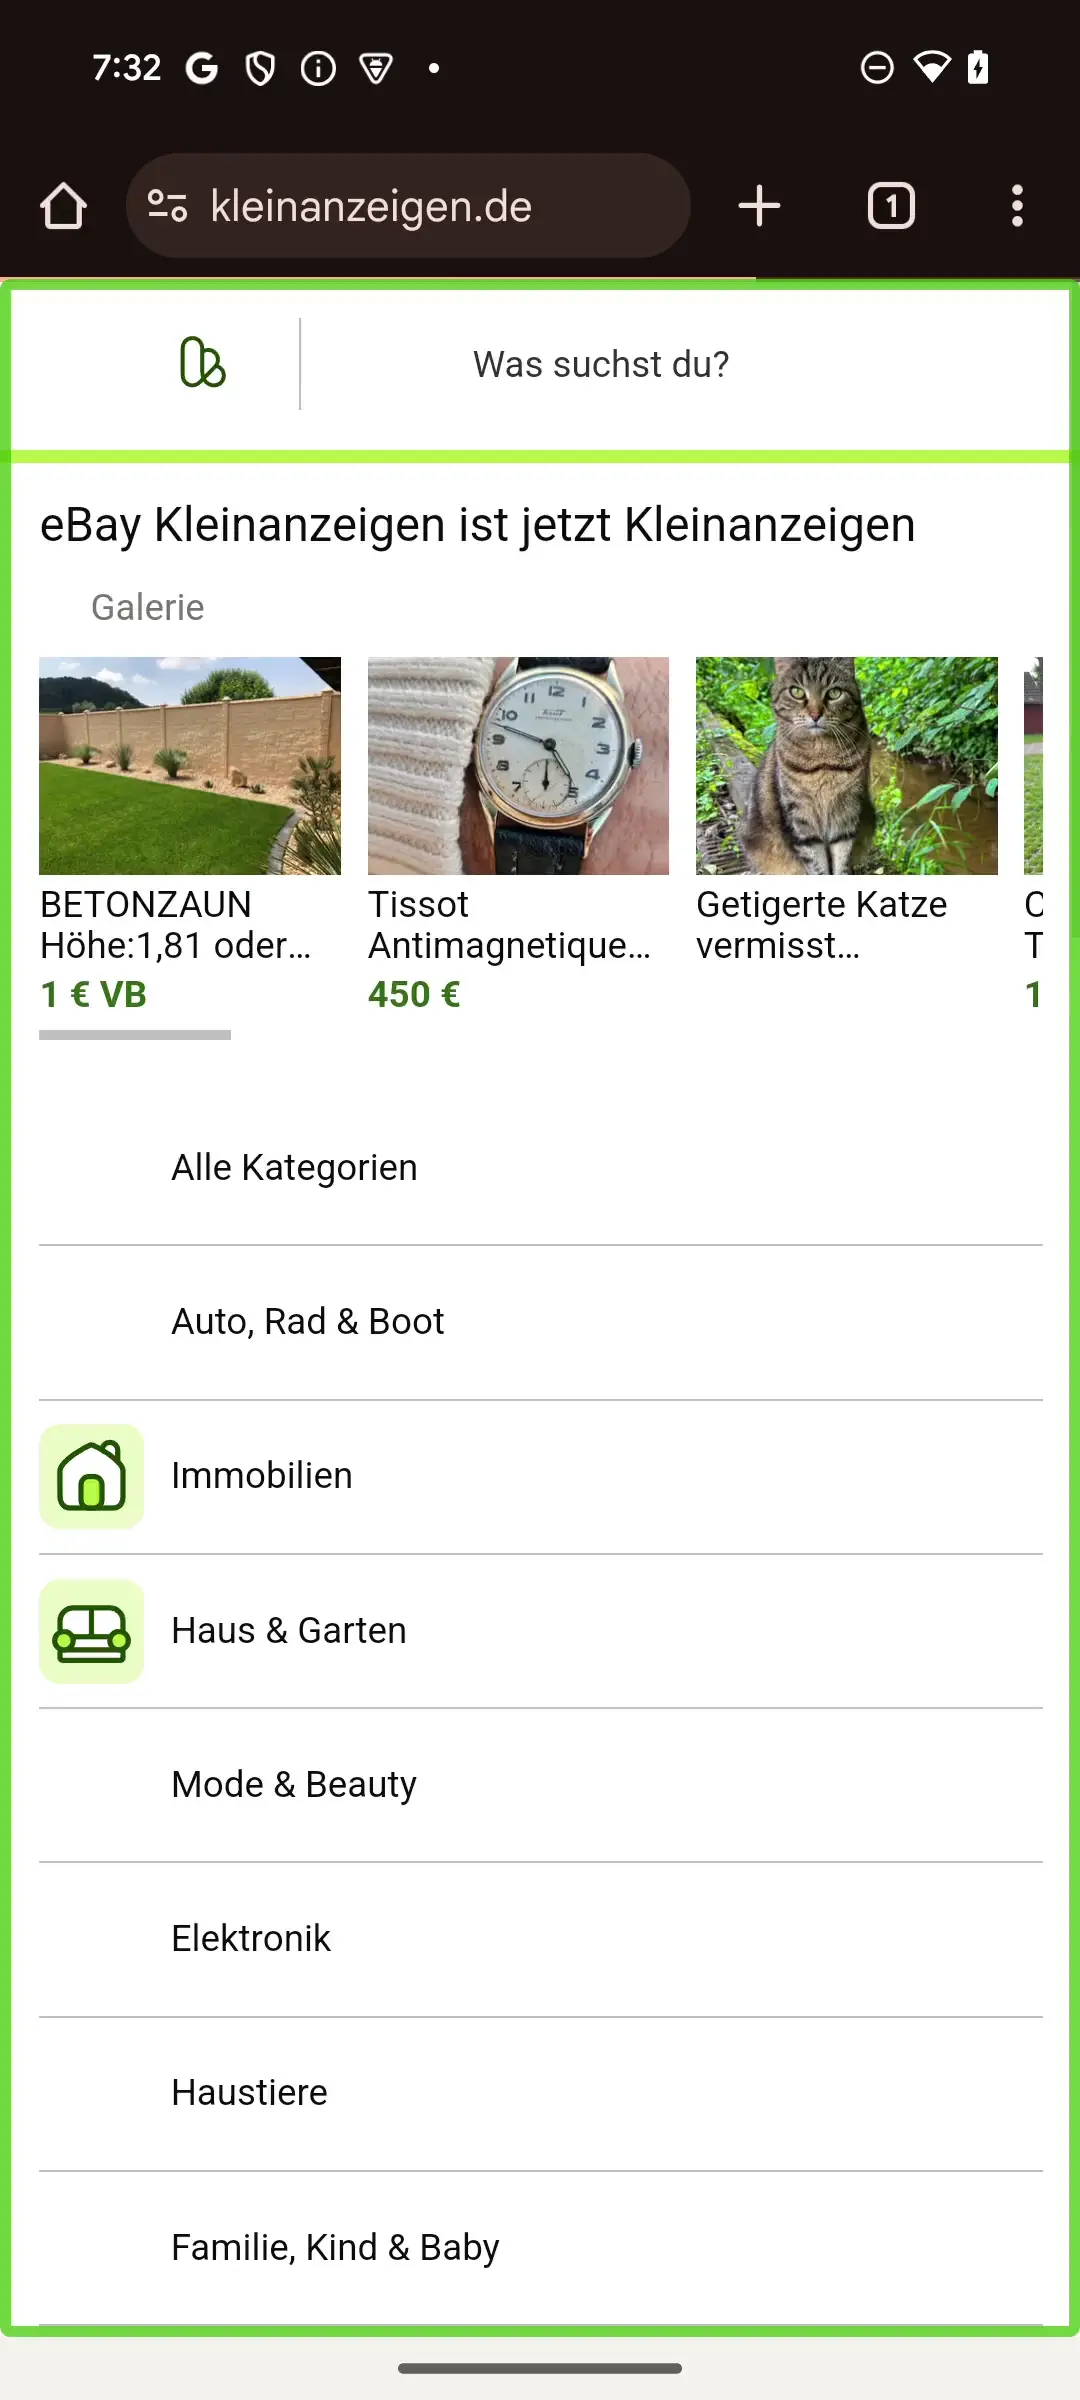 7:32
kleinanzeigen.de
1
Was suchst du?
eBay Kleinanzeigen ist jetzt Kleinanzeigen
Galerie
BETONZAUN
Höhe:1,81 oder…
1 € VB
Tissot
Antimagnetique…
450 €
Getigerte Katze
vermisst…
Alle Kategorien
Auto, Rad & Boot
Immobilien
Haus & Garten
Mode & Beauty
Elektronik
Haustiere
Familie, Kind & Baby